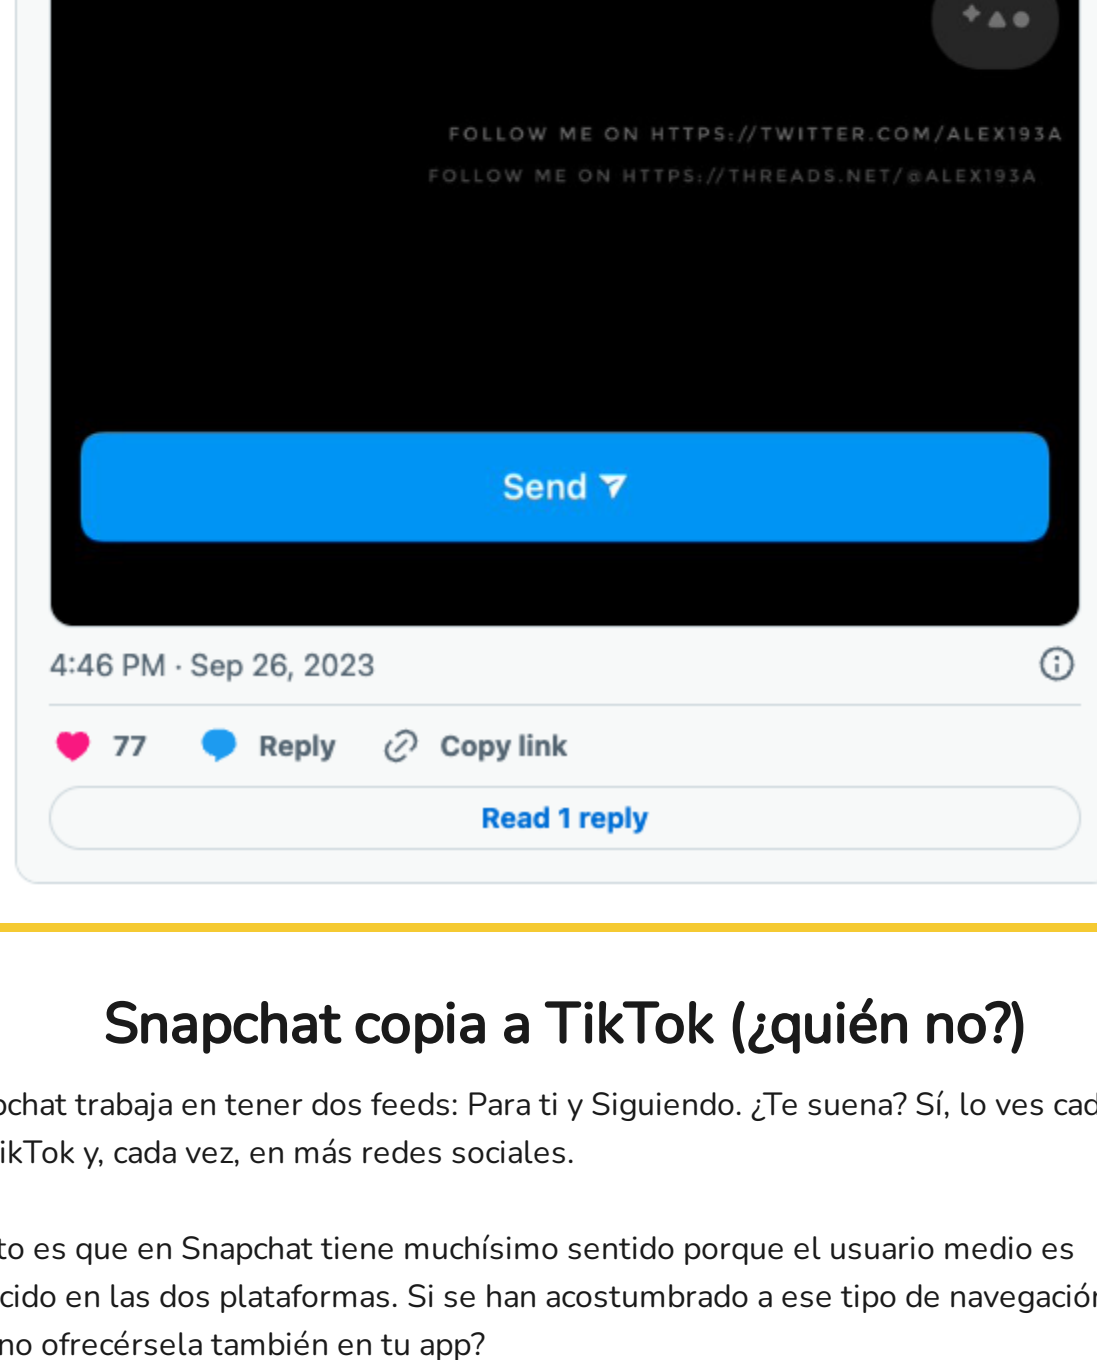 FOLLOW ME ON HTTPS://TWITTER.COM/ALEX193A
FOLLOW ME ON HTTPS://THREADS.NET/@ALEX193A
Send
4:46 PM · Sep 26, 2023
77 Reply Copy link
Read 1 reply
Snapchat copia a TikTok (¿quién no?)
pchat trabaja en tener dos feeds: Para ti y Siguiendo. ¿Te suena? Sí, lo ves cad
ikTok y, cada vez, en más redes sociales.
to es que en Snapchat tiene muchísimo sentido porque el usuario medio es
cido en las dos plataformas. Si se han acostumbrado a ese tipo de navegación
no ofrecérsela también en tu app?